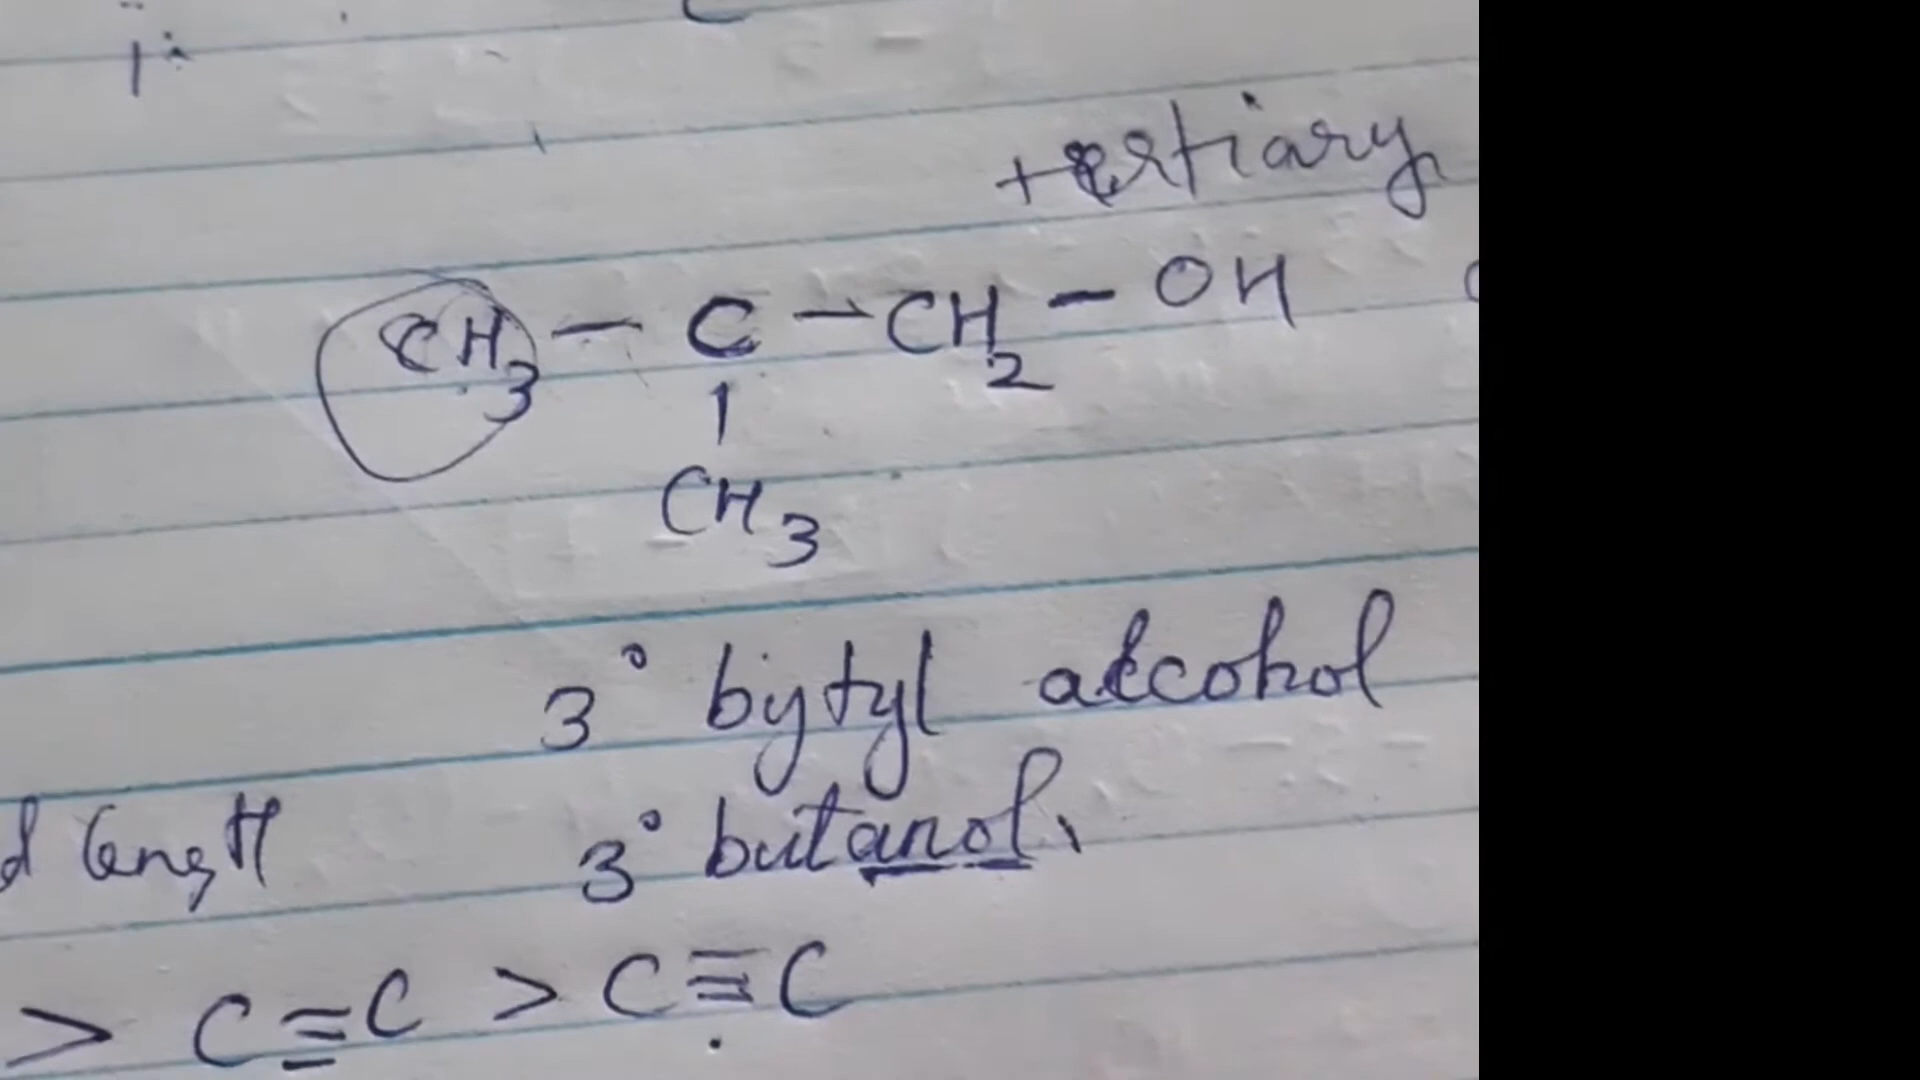 tertiary
CH3 - C - CH2 - OH
|
CH3
3° bytyl alcohol
3° butanol
d length
> C = C > C ≡ C